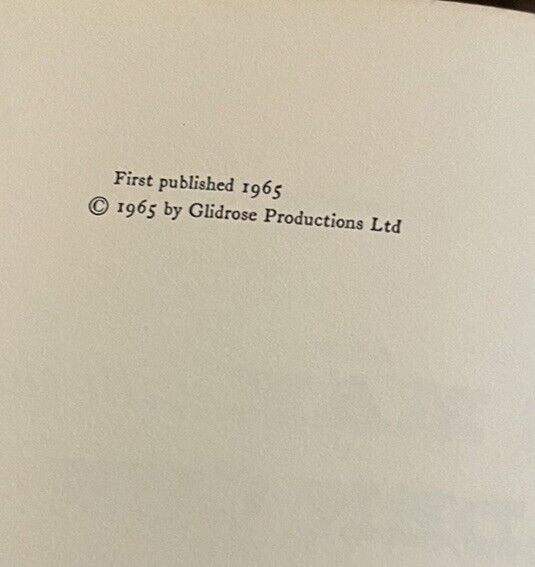 First published 1965
© 1965 by Glidrose Productions Ltd